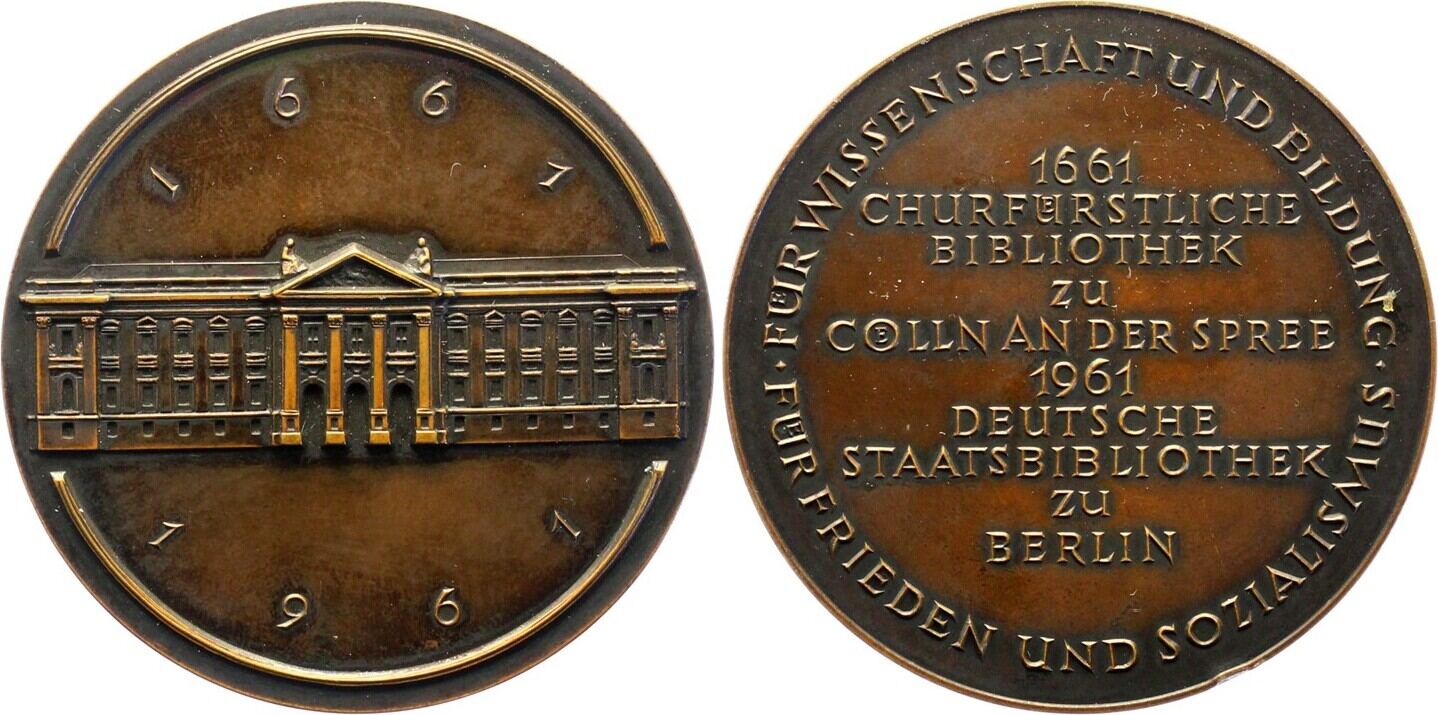 1661
1961
· FÜR WISSENSCHAFT UND BILDUNG ·
FÜR FRIEDEN UND SOZIALISMUS
1661
CHURFÜRSTLICHE
BIBLIOTHEK
ZU
CÖLLN AN DER SPREE
1961
DEUTSCHE
STAATSBIBLIOTHEK
ZU
BERLIN